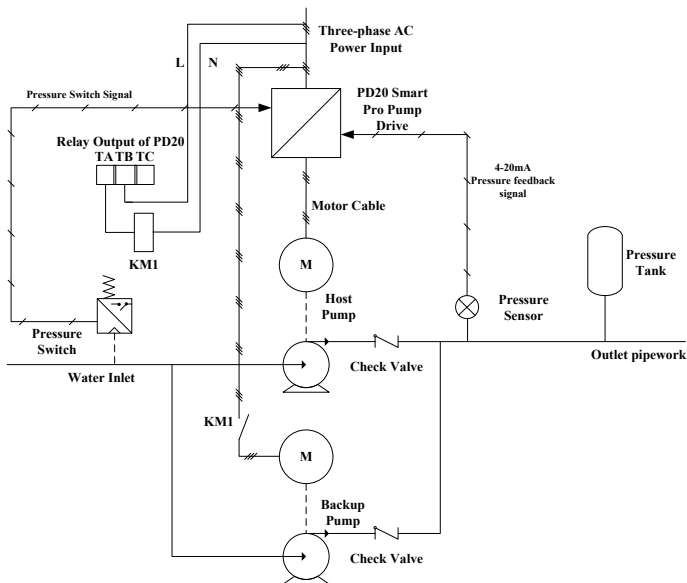 Three-phase AC
Power Input
L N
Pressure Switch Signal
PD20 Smart
Pro Pump
Drive
Relay Output of PD20
TA TB TC
4-20mA
Pressure feedback
signal
Motor Cable
KM1
M
Pressure
Tank
Host
Pump
Pressure
Sensor
Pressure
Switch
Water Inlet
Check Valve
Outlet pipework
KM1
M
Backup
Pump
Check Valve